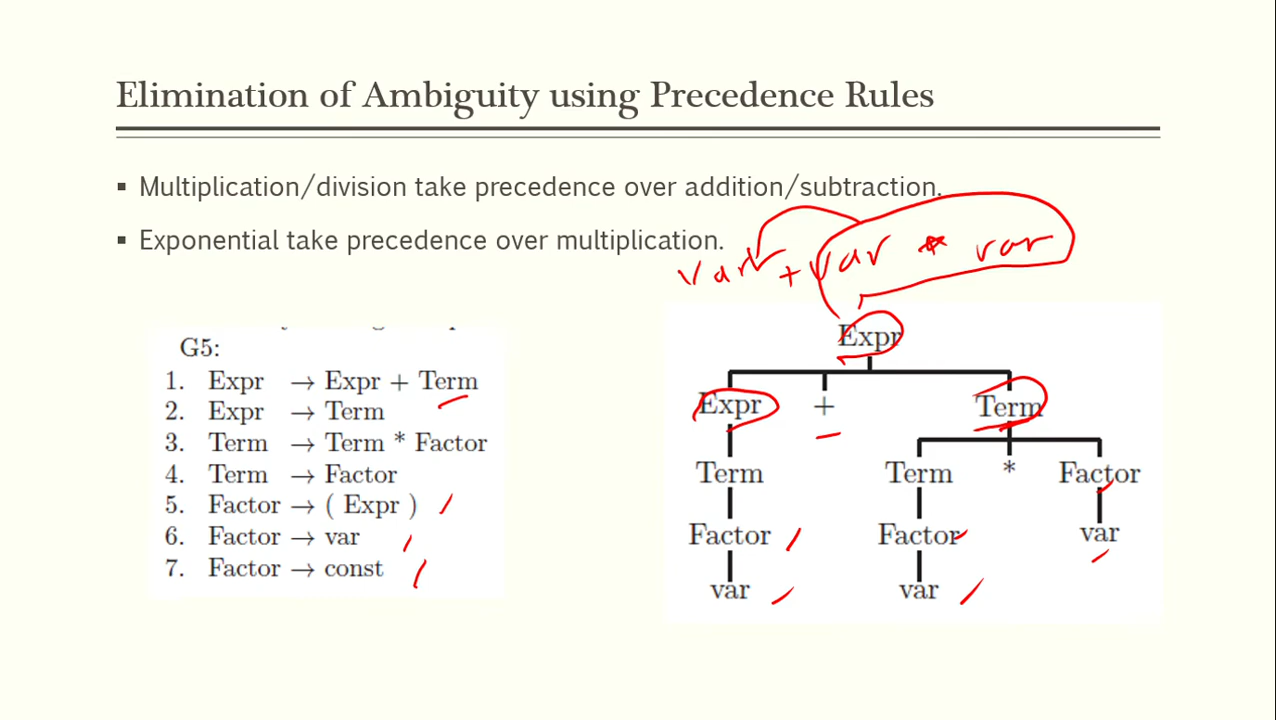 Elimination of Ambiguity using Precedence Rules
▪ Multiplication/division take precedence over addition/subtraction.
▪ Exponential take precedence over multiplication.
var + var * var
G5:
1. Expr → Expr + Term
2. Expr → Term
3. Term → Term * Factor
4. Term → Factor
5. Factor → ( Expr )
6. Factor → var
7. Factor → const
Expr
Expr + Term
Term Term * Factor
Factor Factor var
var var